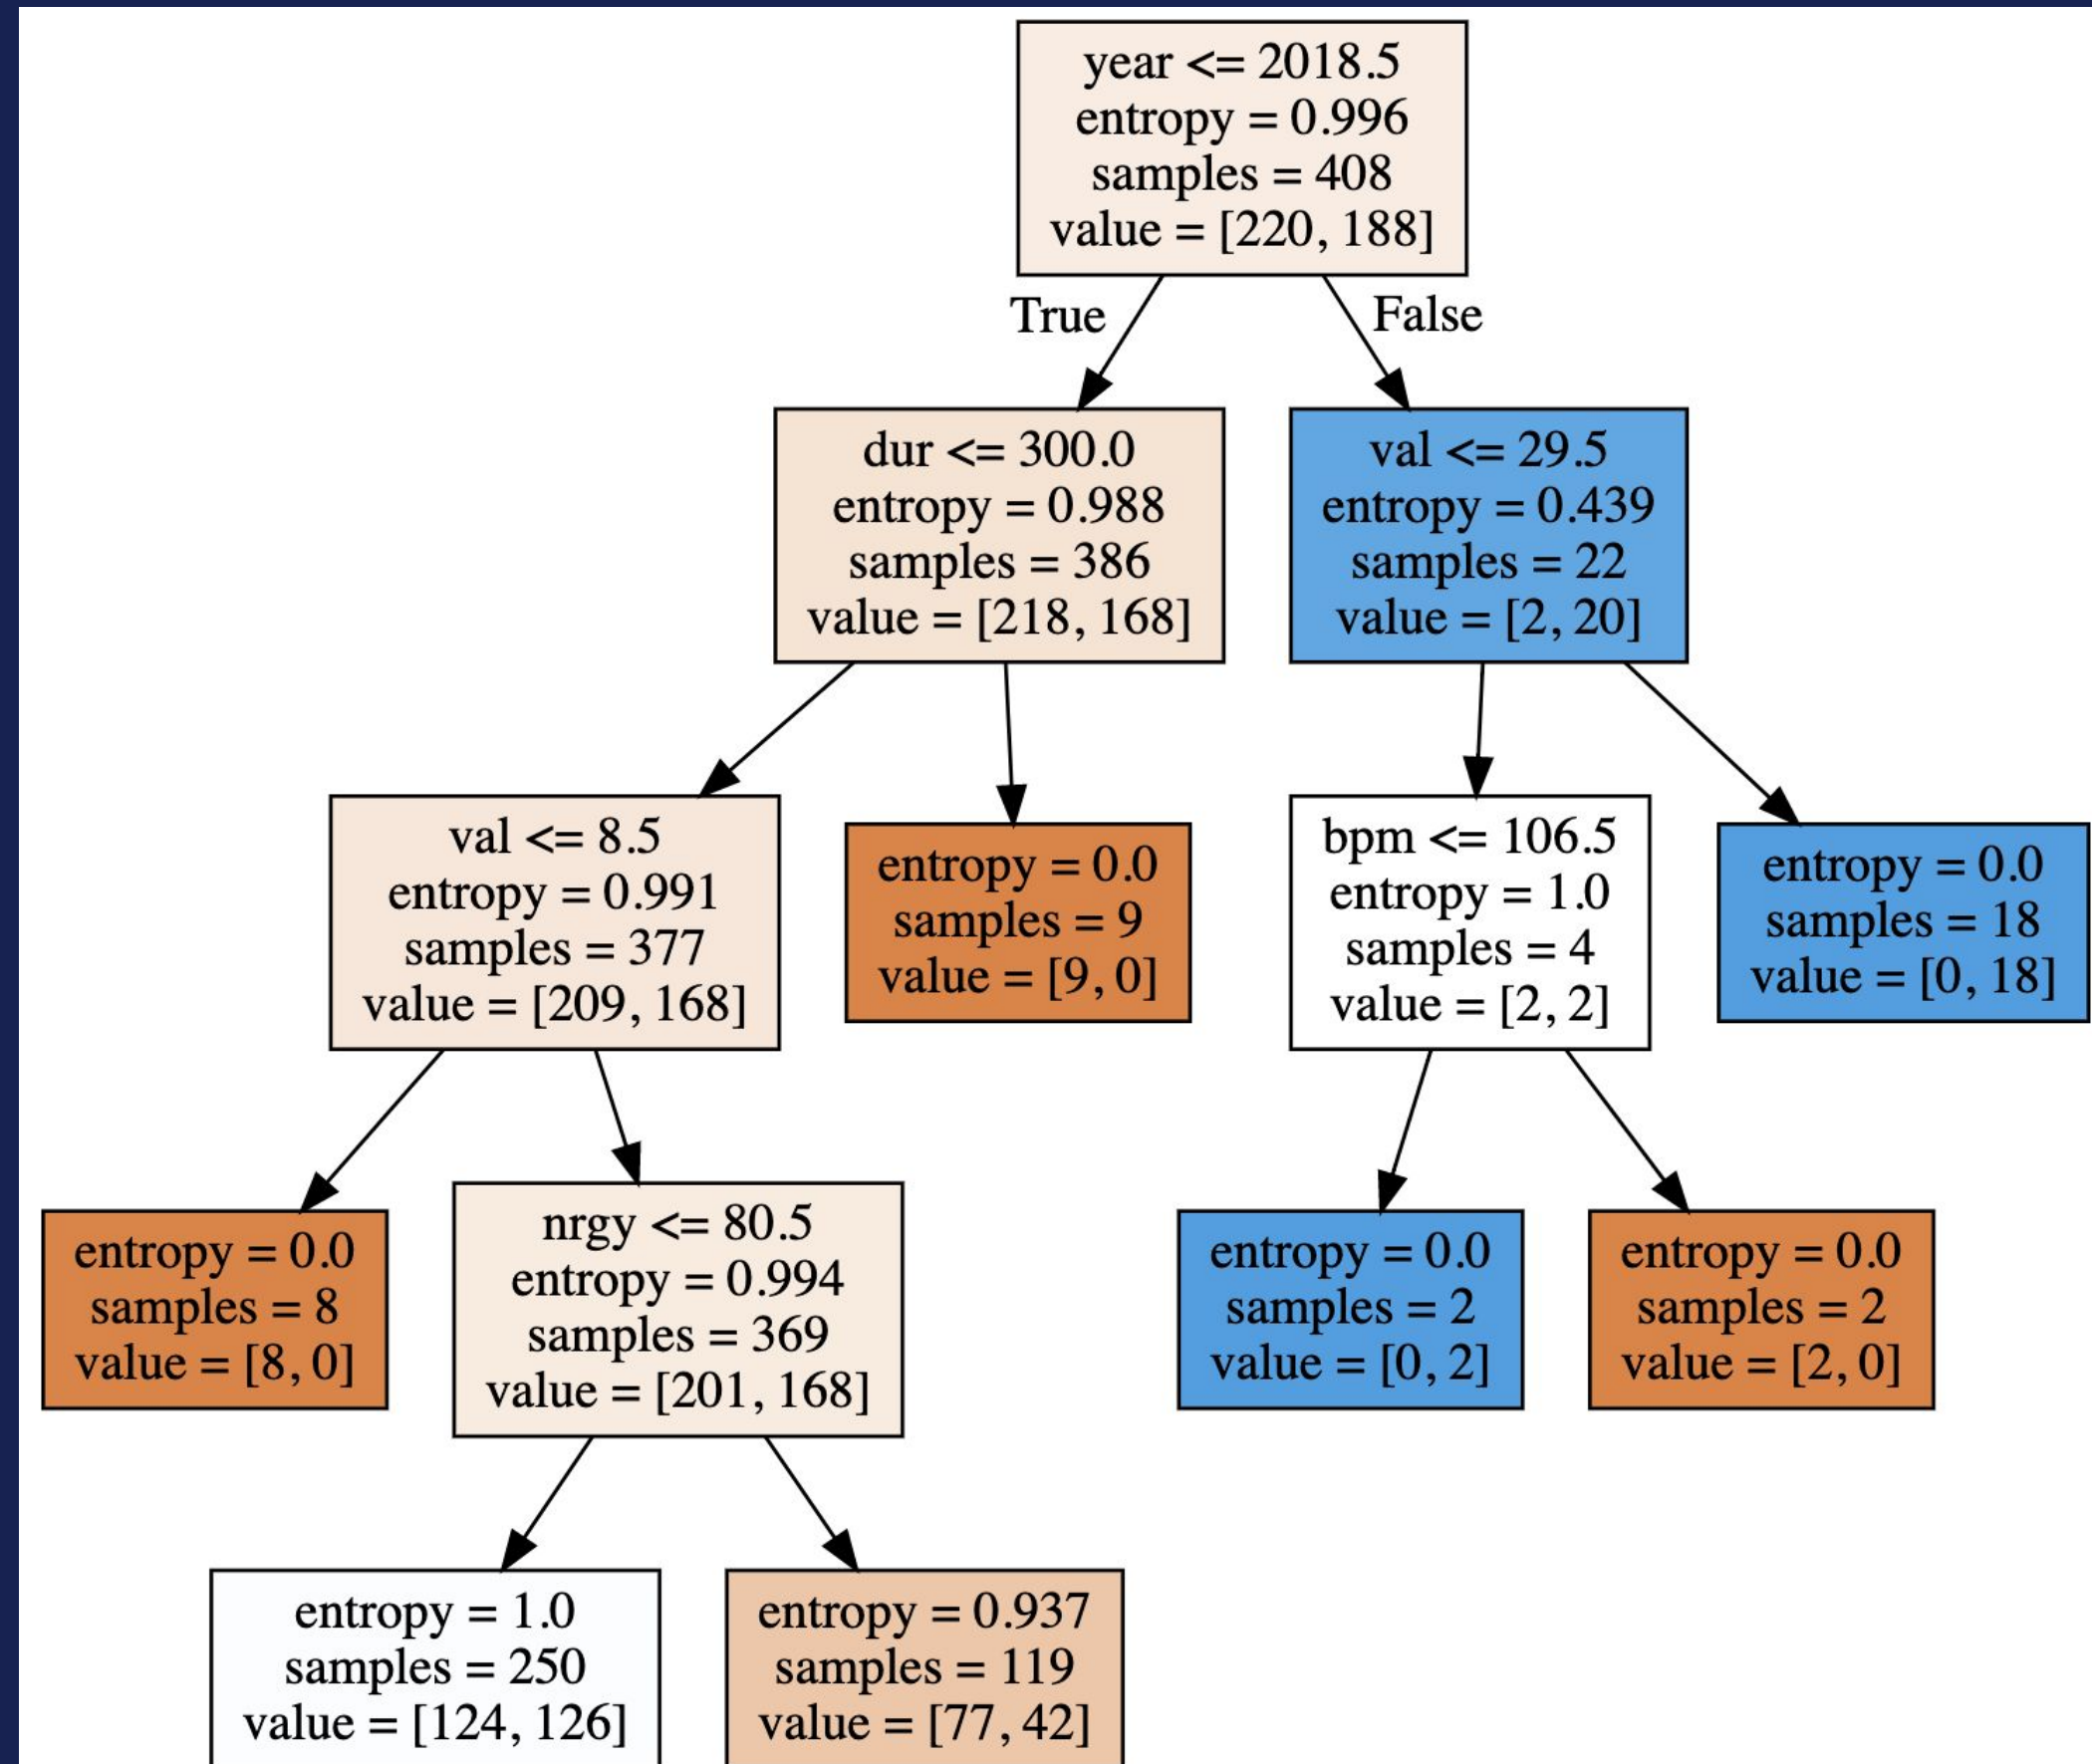 year <= 2018.5
entropy = 0.996
samples = 408
value = [220, 188]
True
False
dur <= 300.0
entropy = 0.988
samples = 386
value = [218, 168]
val <= 29.5
entropy = 0.439
samples = 22
value = [2, 20]
val <= 8.5
entropy = 0.991
samples = 377
value = [209, 168]
entropy = 0.0
samples = 9
value = [9, 0]
bpm <= 106.5
entropy = 1.0
samples = 4
value = [2, 2]
entropy = 0.0
samples = 18
value = [0, 18]
entropy = 0.0
samples = 8
value = [8, 0]
nrgy <= 80.5
entropy = 0.994
samples = 369
value = [201, 168]
entropy = 0.0
samples = 2
value = [0, 2]
entropy = 0.0
samples = 2
value = [2, 0]
entropy = 1.0
samples = 250
value = [124, 126]
entropy = 0.937
samples = 119
value = [77, 42]